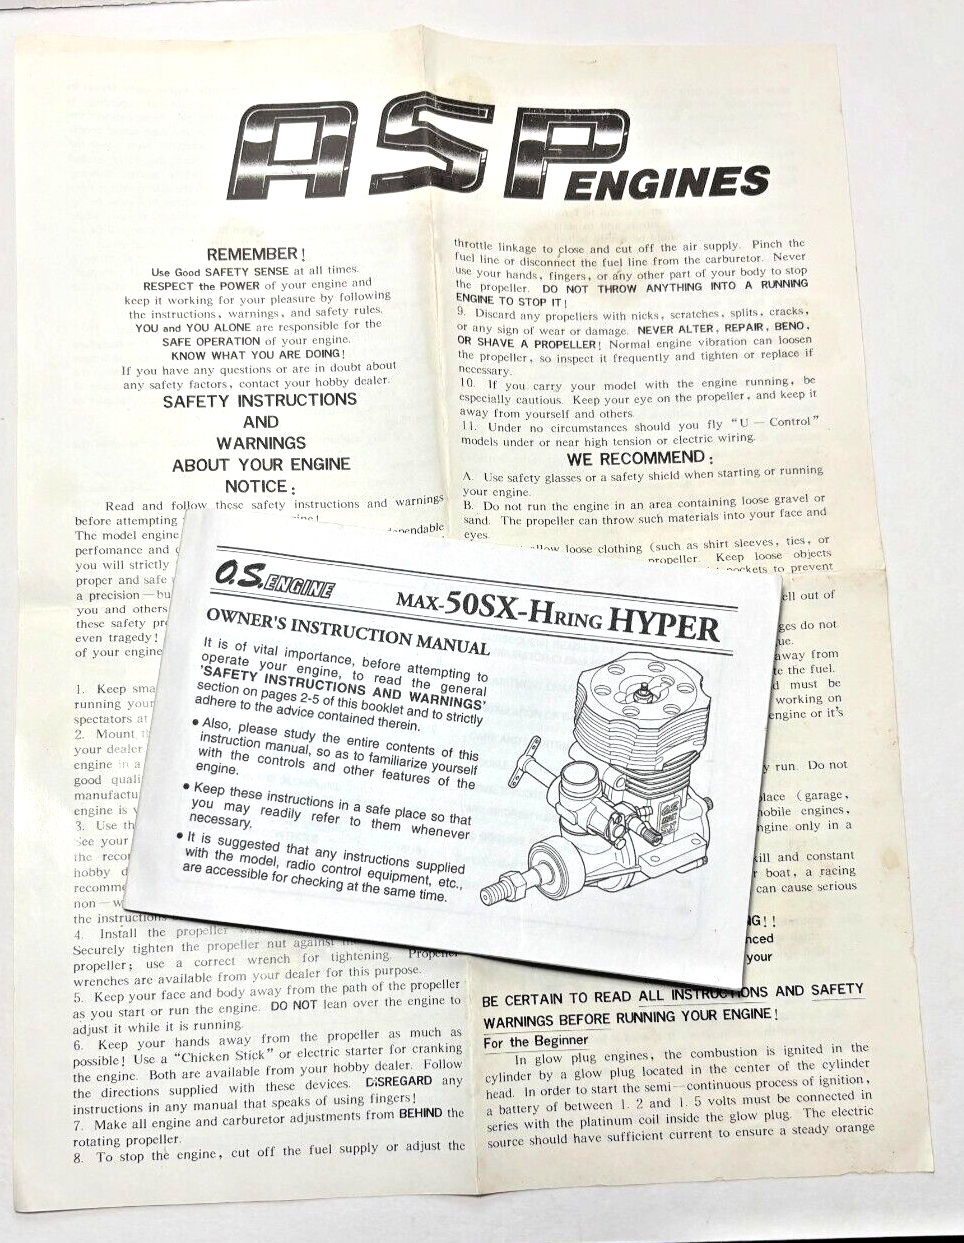 ASP ENGINES
REMEMBER!
Use Good SAFETY SENSE at all times.
RESPECT the POWER of your engine and
keep it working for your pleasure by following
the instructions, warnings, and safety rules.
YOU and YOU ALONE are responsible for the
SAFE OPERATION of your engine.
KNOW WHAT YOU ARE DOING!
If you have any questions or are in doubt about
any safety factors, contact your hobby dealer.
SAFETY INSTRUCTIONS
AND
WARNINGS
ABOUT YOUR ENGINE
NOTICE:
Read and follow these safety instructions and warnings
before attempting
The model engine
perfomance and
you will strictly
proper and safe
a precision—
you and others
these safety
even tragedy!
of your engine
1. Keep
running your
spectators at
2. Mount
your dealer
engine in a
good
engine is
3. Use
See your
the
hobby
non—
the instructions
4. Install the propeller
Securely tighten the propeller nut against
propeller; use a correct wrench for tightening. Propeller
wrenches are available from your dealer for this purpose.
5. Keep your face and body away from the path of the propeller
as you start or run the engine. DO NOT lean over the engine to
adjust it while it is running.
6. Keep your hands away from the propeller as much as
possible! Use a "Chicken Stick" or electric starter for cranking
the engine. Both are available from your hobby dealer. Follow
the directions supplied with these devices. DiSREGARD any
instructions in any manual that speaks of using fingers!
7. Make all engine and carburetor adjustments from BEHIND the
rotating propeller.
8. To stop the engine, cut off the fuel supply or adjust the
throttle linkage to close and cut off the air supply. Pinch the
fuel line or disconnect the fuel line from the carburetor. Never
use your hands, fingers, or any other part of your body to stop
the propeller. DO NOT THROW ANYTHING INTO A RUNNING
ENGINE TO STOP IT!
9. Discard any propellers with nicks, scratches, splits, cracks,
or any sign of wear or damage. NEVER ALTER, REPAIR, BENO,
OR SHAVE A PROPELLER! Normal engine vibration can loosen
the propeller, so inspect it frequently and tighten or replace if
necessary.
10. If you carry your model with the engine running, be
especially cautious. Keep your eye on the propeller, and keep it
away from yourself and others.
11. Under no circumstances should you fly "U—Control"
models under or near high tension or electric wiring.
WE RECOMMEND:
A. Use safety glasses or a safety shield when starting or running
your engine.
B. Do not run the engine in an area containing loose gravel or
sand. The propeller can throw such materials into your face and
eyes.
loose clothing (such as shirt sleeves, ties, or
propeller. Keep loose objects
pockets to prevent
out of
do not
away from
the fuel.
must be
working on
engine or it's
run. Do not
place (garage,
engines,
engine only in a
and constant
boat, a racing
can cause serious
your
BE CERTAIN TO READ ALL INSTRUCTIONS AND SAFETY
WARNINGS BEFORE RUNNING YOUR ENGINE!
For the Beginner
In glow plug engines, the combustion is ignited in the
cylinder by a glow plug located in the center of the cylinder
head. In order to start the semi—continuous process of ignition,
a battery of between 1. 2 and 1. 5 volts must be connected in
series with the platinum coil inside the glow plug. The electric
source should have sufficient current to ensure a steady orange
O.S. ENGINE
MAX-50SX-HRING HYPER
OWNER'S INSTRUCTION MANUAL
It is of vital importance, before attempting to
operate your engine, to read the general
'SAFETY INSTRUCTIONS AND WARNINGS'
section on pages 2-5 of this booklet and to strictly
adhere to the advice contained therein.
● Also, please study the entire contents of this
instruction manual, so as to familiarize yourself
with the controls and other features of the
engine.
● Keep these instructions in a safe place so that
you may readily refer to them whenever
necessary.
● It is suggested that any instructions supplied
with the model, radio control equipment, etc.,
are accessible for checking at the same time.